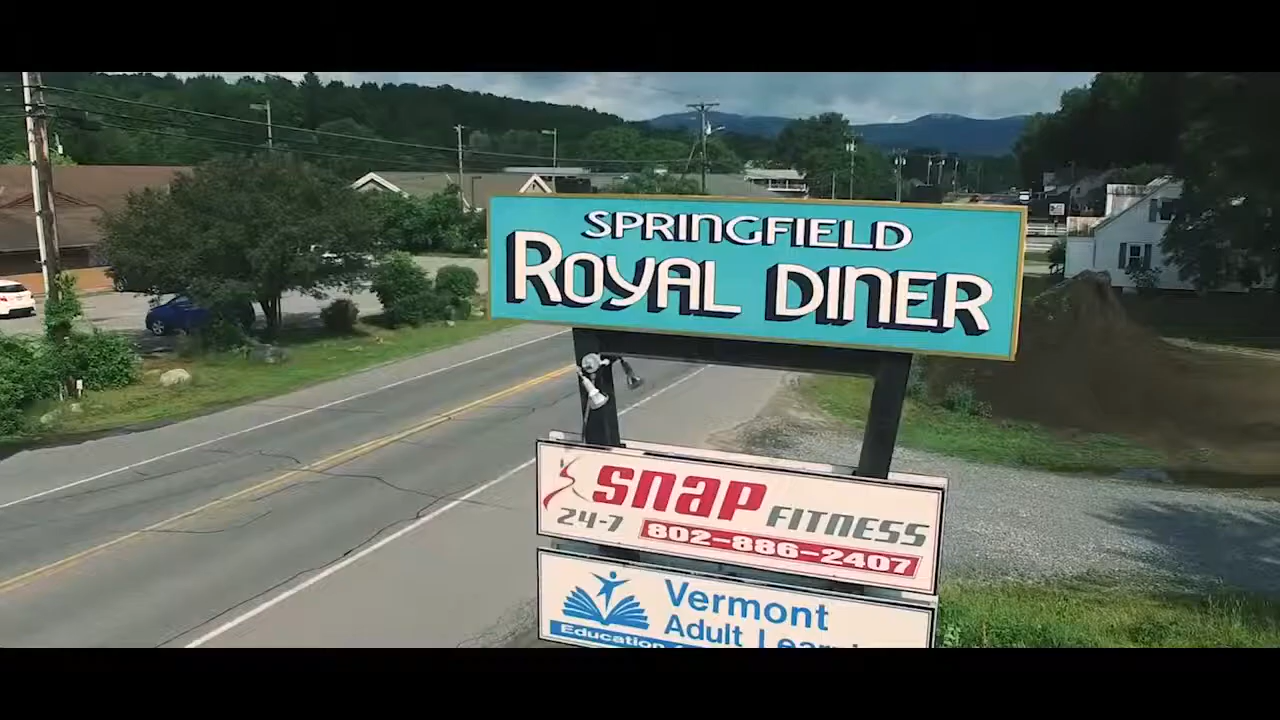 SPRINGFIELD
ROYAL DINER
SNAP FITNESS
24-7 802-886-2407
Vermont
Adult
Education